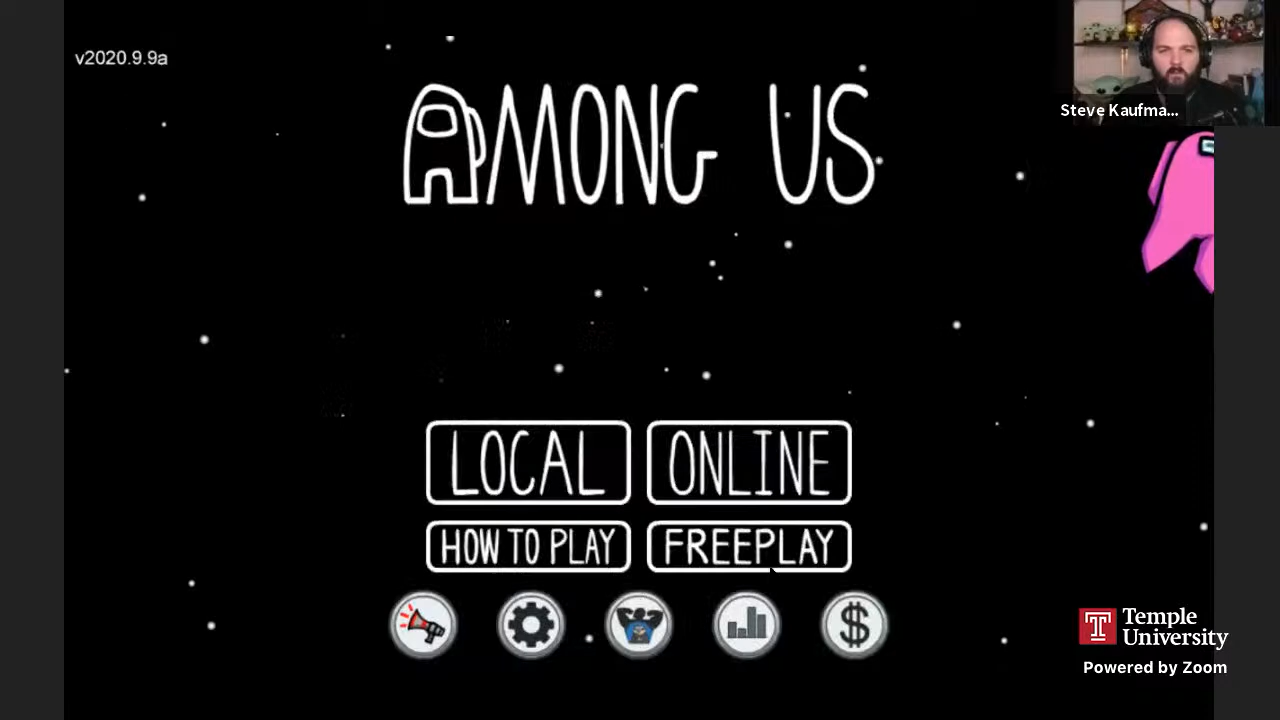 v2020.9.9a
AMONG US
Steve Kaufma...
LOCAL
ONLINE
HOW TO PLAY
FREEPLAY
$
T Temple
University
Powered by Zoom